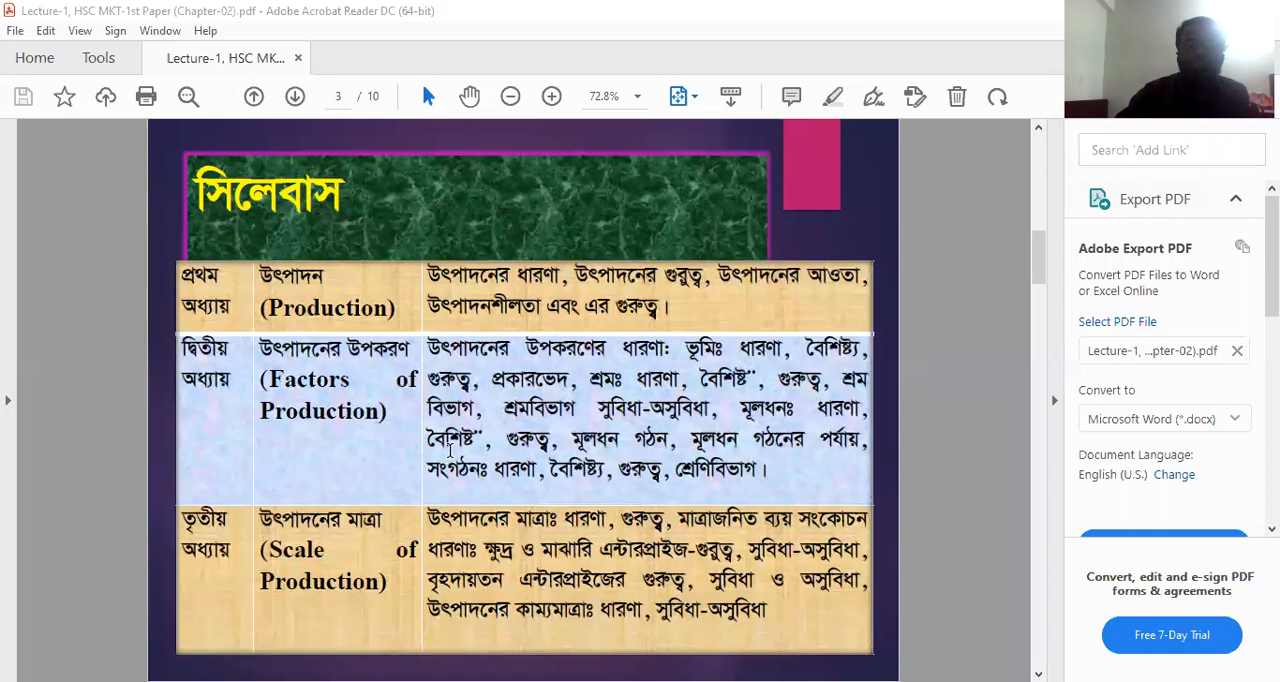 Lecture-1, HSC MKT-1st Paper (Chapter-02).pdf - Adobe Acrobat Reader DC (64-bit)
File Edit View Sign Window Help
Home Tools Lecture-1, HSC MK... ×
3 / 10 72.8%
সিলেবাস
প্রথম অধ্যায়
উৎপাদন
(Production)
উৎপাদনের ধারণা, উৎপাদনের গুরুত্ব, উৎপাদনের আওতা,
উৎপাদনশীলতা এবং এর গুরুত্ব।
দ্বিতীয়
অধ্যায়
উৎপাদনের উপকরণ
(Factors of
Production)
উৎপাদনের উপকরণের ধারণাঃ ভূমিঃ ধারণা, বৈশিষ্ট্য,
গুরুত্ব, প্রকারভেদ, শ্রমঃ ধারণা, বৈশিষ্ট¨, গুরুত্ব, শ্রম
বিভাগ, শ্রমবিভাগ সুবিধা-অসুবিধা, মূলধনঃ ধারণা,
বৈশিষ্ট¨, গুরুত্ব, মূলধন গঠন, মূলধন গঠনের পর্যায়,
সংগঠনঃ ধারণা, বৈশিষ্ট্য, গুরুত্ব, শ্রেণিবিভাগ।
তৃতীয়
অধ্যায়
উৎপাদনের মাত্রা
(Scale of
Production)
উৎপাদনের মাত্রাঃ ধারণা, গুরুত্ব, মাত্রাজনিত ব্যয় সংকোচন
ধারণাঃ ক্ষুদ্র ও মাঝারি এন্টারপ্রাইজ-গুরুত্ব, সুবিধা-অসুবিধা,
বৃহদায়তন এন্টারপ্রাইজের গুরুত্ব, সুবিধা ও অসুবিধা,
উৎপাদনের কাম্যমাত্রাঃ ধারণা, সুবিধা-অসুবিধা
Search 'Add Link'
Export PDF
Adobe Export PDF
Convert PDF Files to Word
or Excel Online
Select PDF File
Lecture-1, ...pter-02).pdf ×
Convert to
Microsoft Word (*.docx)
Document Language:
English (U.S.) Change
Convert, edit and e-sign PDF
forms & agreements
Free 7-Day Trial